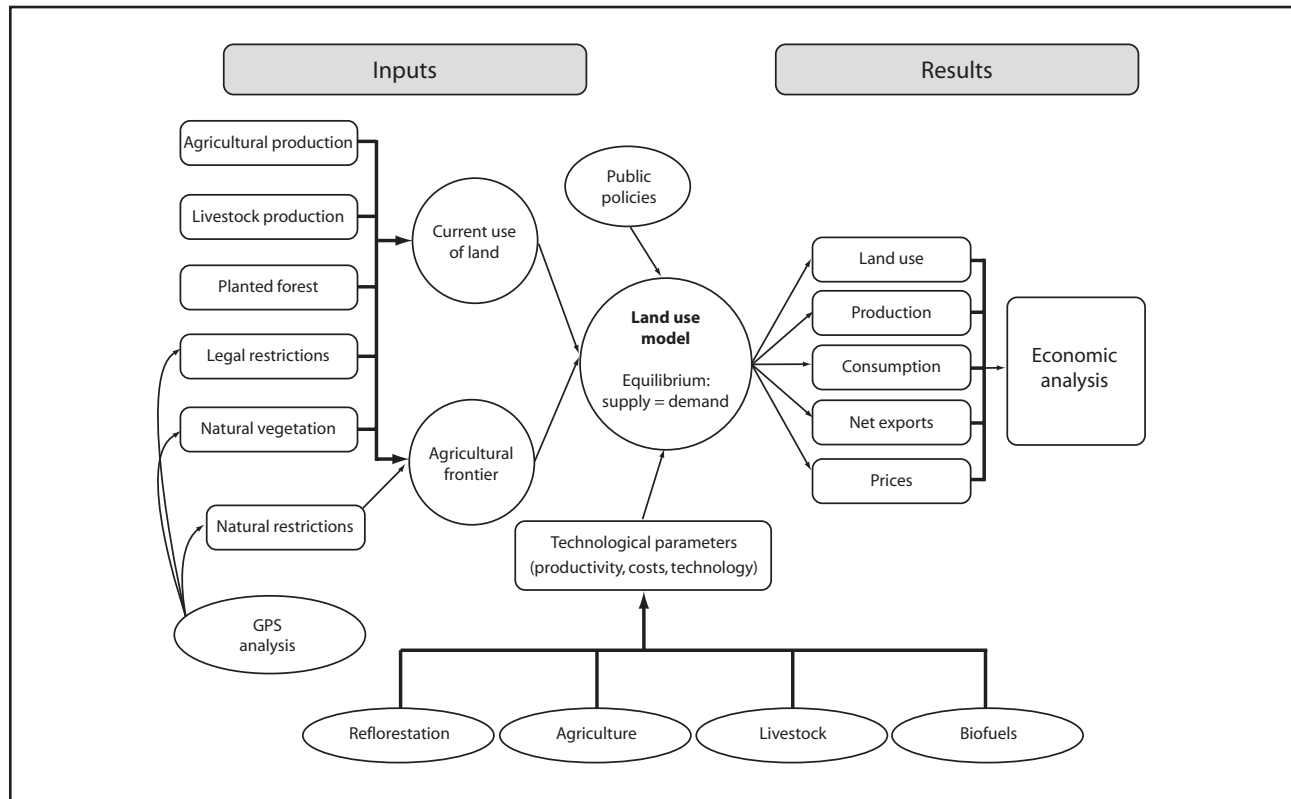 Inputs
Results
Agricultural production
Livestock production
Planted forest
Legal restrictions
Natural vegetation
Natural restrictions
GPS
analysis
Current use
of land
Agricultural
frontier
Public
policies
Land use
model
Equilibrium:
supply = demand
Technological parameters
(productivity, costs, technology)
Reflorestation
Agriculture
Livestock
Biofuels
Land use
Production
Consumption
Net exports
Prices
Economic
analysis